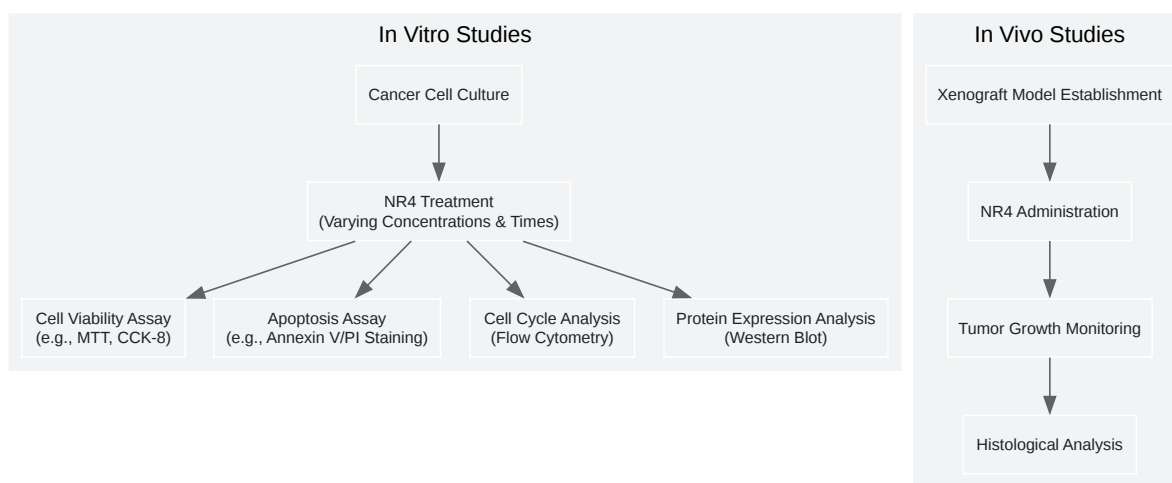 In Vitro Studies
Cancer Cell Culture
NR4 Treatment
(Varying Concentrations & Times)
Cell Viability Assay
(e.g., MTT, CCK-8)
Apoptosis Assay
(e.g., Annexin V/PI Staining)
Cell Cycle Analysis
(Flow Cytometry)
Protein Expression Analysis
(Western Blot)
In Vivo Studies
Xenograft Model Establishment
NR4 Administration
Tumor Growth Monitoring
Histological Analysis